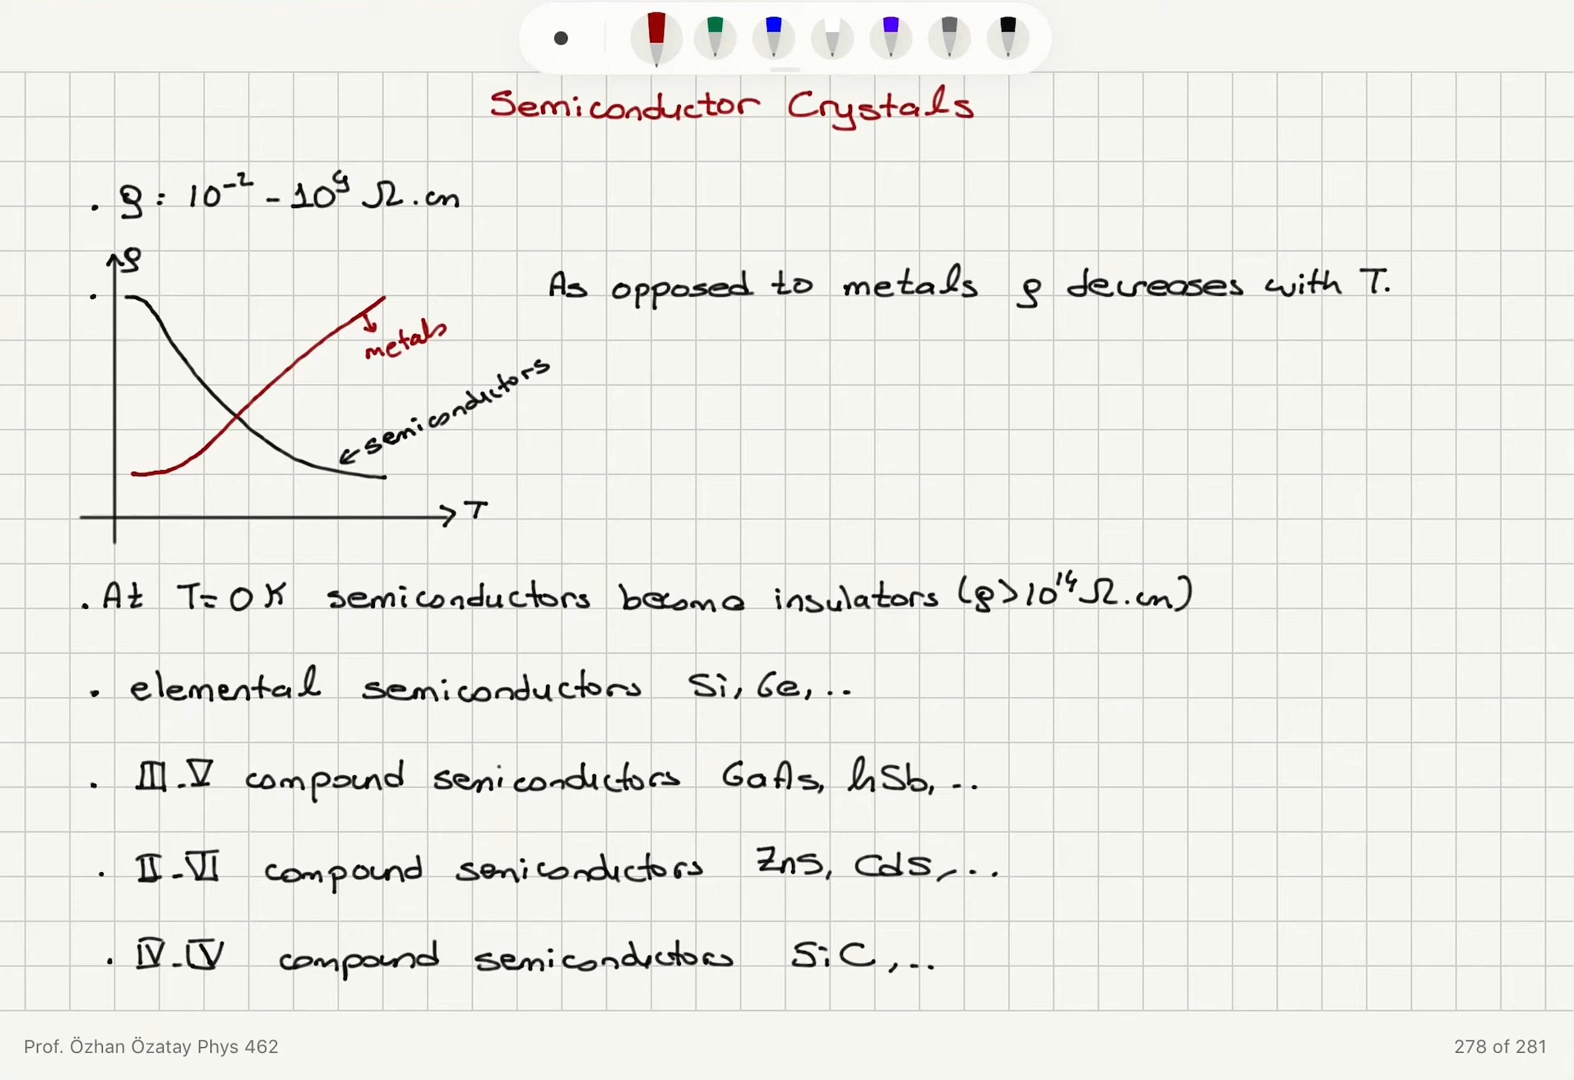 Semiconductor Crystals
. ρ : 10⁻² - 10⁹ Ω.cm
ρ
As opposed to metals ρ decreases with T.
metals
semiconductors
T
. At T=0K semiconductors become insulators (ρ>10¹⁴ Ω.cm)
. elemental semiconductors Si, Ge, ..
. III-V compound semiconductors GaAs, InSb, ..
. II-VI compound semiconductors ZnS, CdS, ...
. IV-IV compound semiconductors SiC, ...
Prof. Özhan Özatay Phys 462
278 of 281